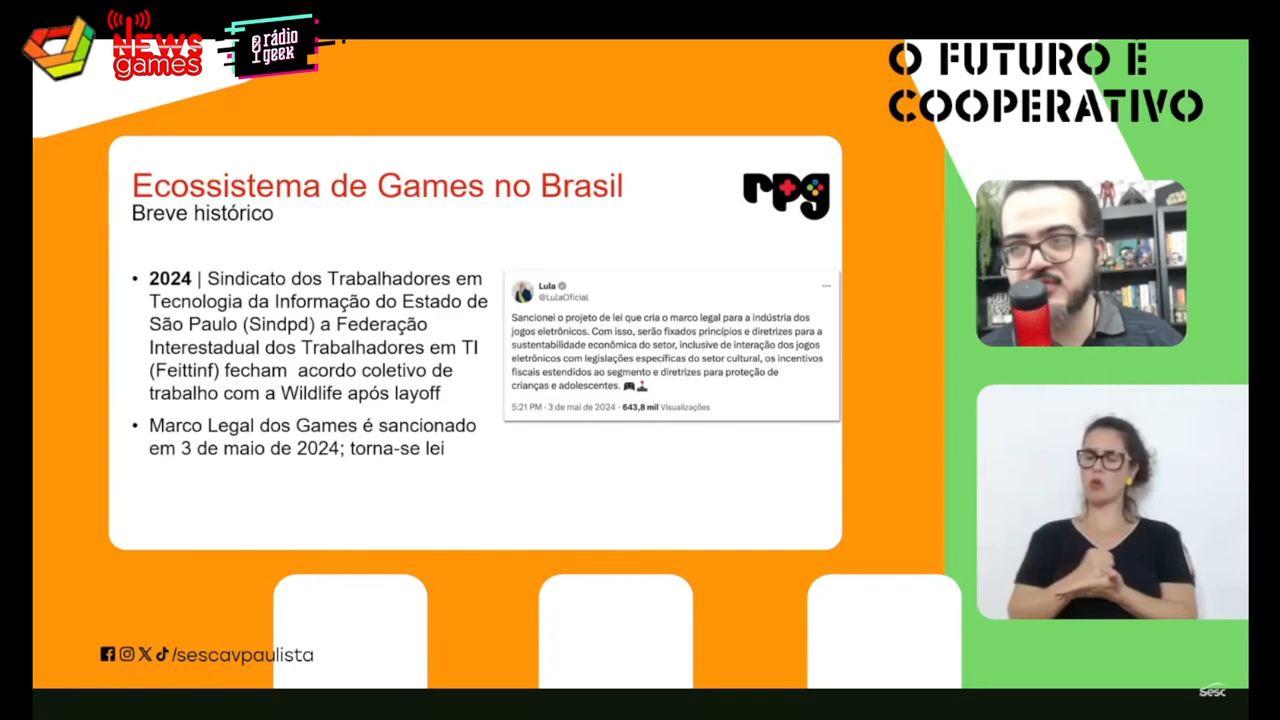 NEWS
games
rádio
geek
O FUTURO É
COOPERATIVO
Ecossistema de Games no Brasil
Breve histórico
rpg
• 2024 | Sindicato dos Trabalhadores em
Tecnologia da Informação do Estado de
São Paulo (Sindpd) a Federação
Interestadual dos Trabalhadores em TI
(Feittinf) fecham acordo coletivo de
trabalho com a Wildlife após layoff
• Marco Legal dos Games é sancionado
em 3 de maio de 2024; torna-se lei
Lula
@LulaOficial
Sancionei o projeto de lei que cria o marco legal para a indústria dos
jogos eletrônicos. Com isso, serão fixados princípios e diretrizes para a
sustentabilidade econômica do setor, inclusive de interação dos jogos
eletrônicos com legislações específicas do setor cultural, os incentivos
fiscais estendidos ao segmento e diretrizes para proteção de
crianças e adolescentes. 🎮🕹️
5:21 PM · 3 de mai de 2024 · 643,8 mil Visualizações
/sescavpaulista
Sesc